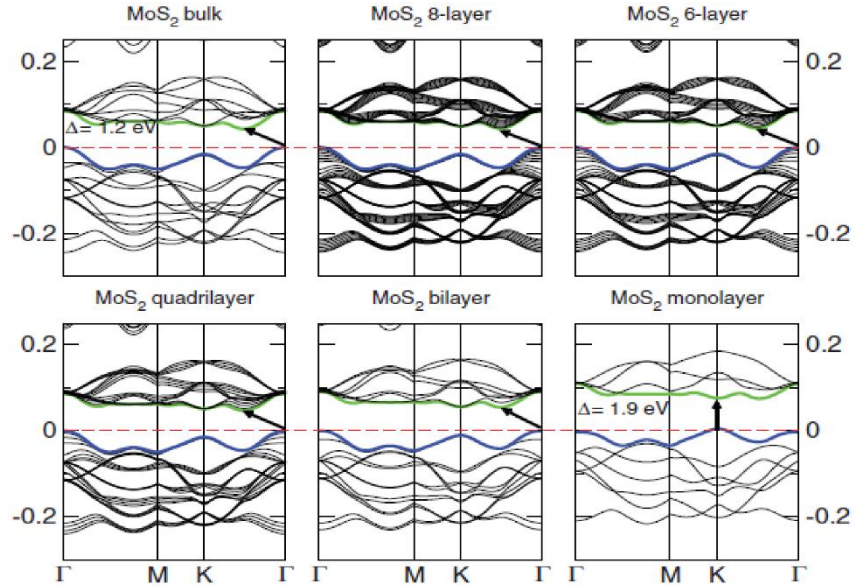 MoS₂ bulk MoS₂ 8-layer MoS₂ 6-layer
0.2 0.2
Δ= 1.2 eV
0 0
-0.2 -0.2
MoS₂ quadrilayer MoS₂ bilayer MoS₂ monolayer
0.2 0.2
Δ= 1.9 eV
0 0
-0.2 -0.2
Γ M K Γ M K Γ M K Γ